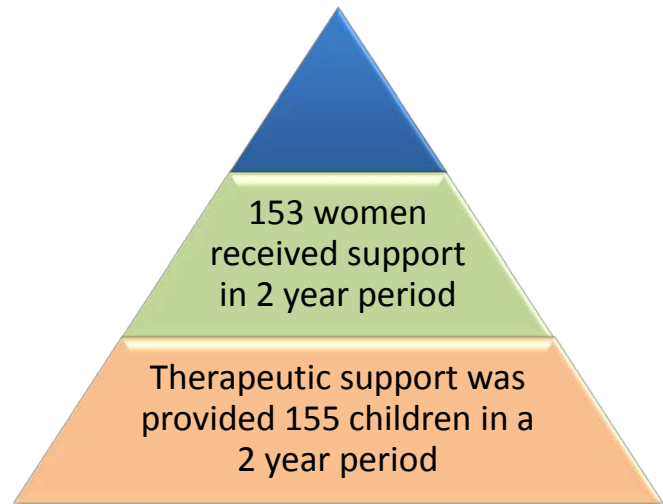 153 women
received support
in 2 year period
Therapeutic support was
provided 155 children in a
2 year period